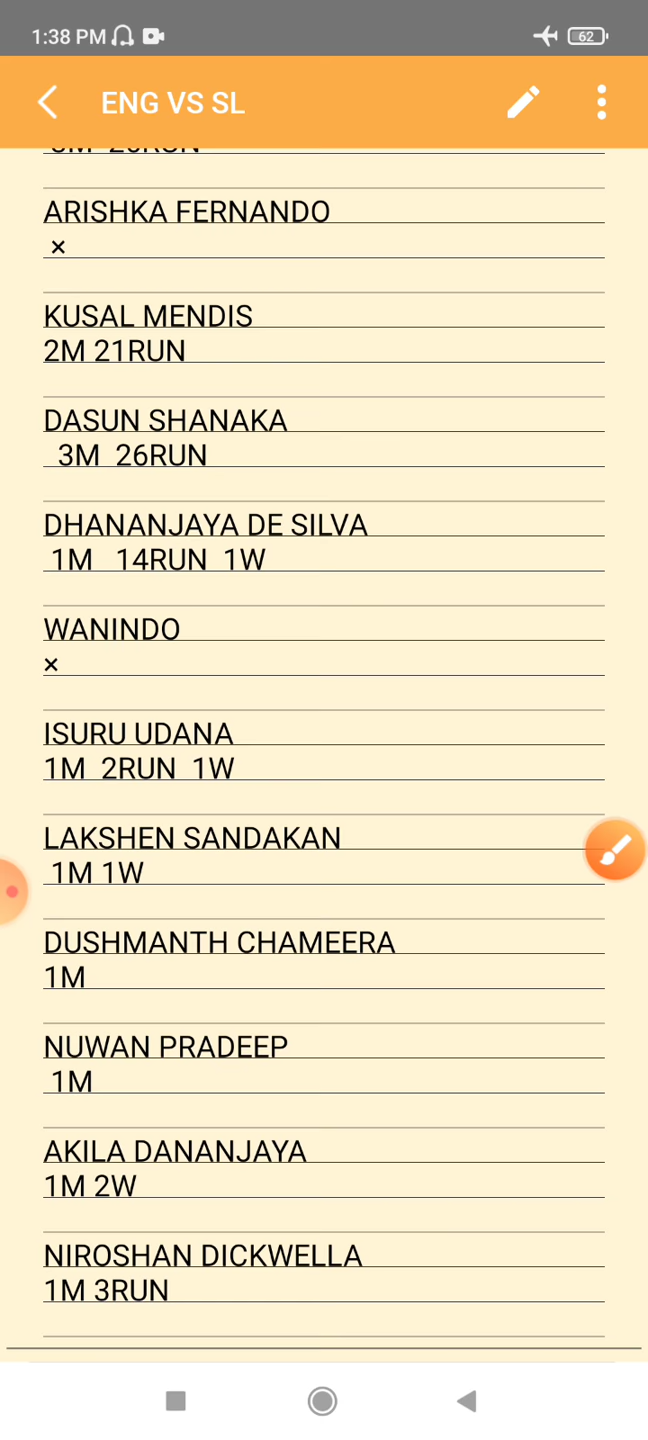 1:38 PM
62
ENG VS SL
ARISHKA FERNANDO
×
KUSAL MENDIS
2M 21RUN
DASUN SHANAKA
3M 26RUN
DHANANJAYA DE SILVA
1M 14RUN 1W
WANINDO
×
ISURU UDANA
1M 2RUN 1W
LAKSHEN SANDAKAN
1M 1W
DUSHMANTH CHAMEERA
1M
NUWAN PRADEEP
1M
AKILA DANANJAYA
1M 2W
NIROSHAN DICKWELLA
1M 3RUN